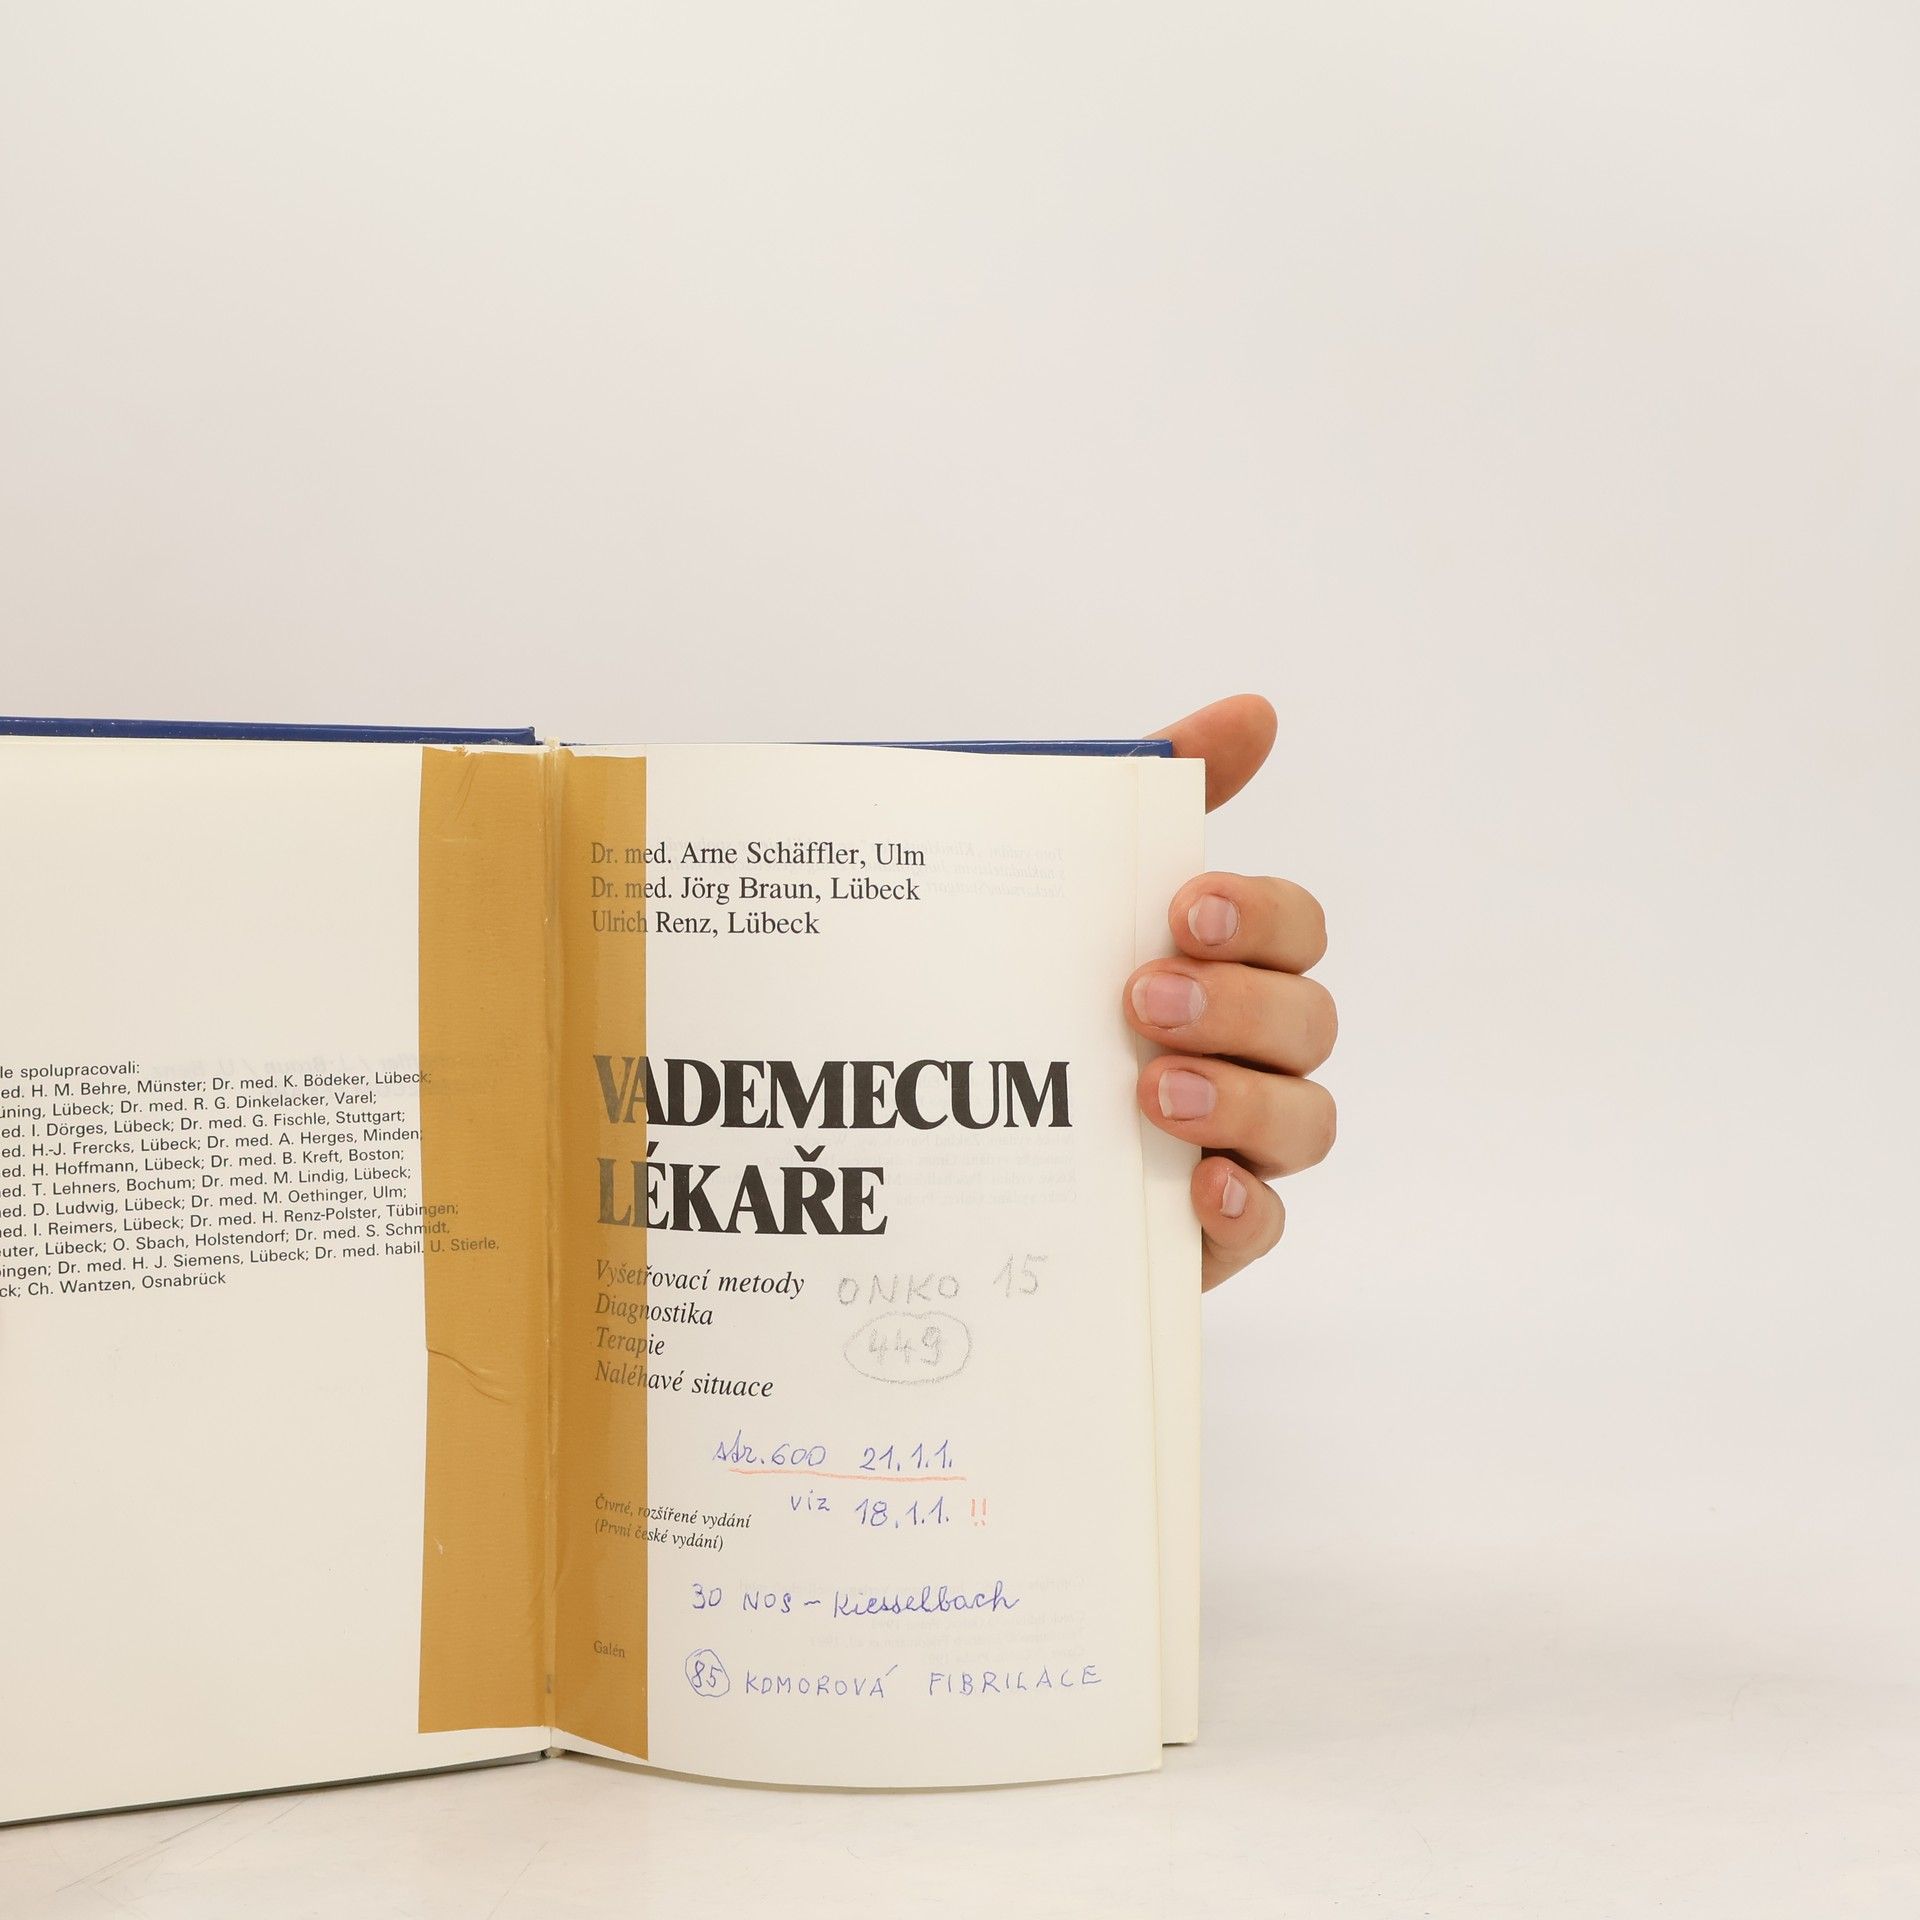 le spolupracovali:
ed. H. M. Behre, Münster; Dr. med. K. Bödeker, Lübeck;
üning, Lübeck; Dr. med. R. G. Dinkelacker, Varel;
ed. I. Dörges, Lübeck; Dr. med. G. Fischle, Stuttgart;
ed. H.-J. Frercks, Lübeck; Dr. med. A. Herges, Minden;
ed. H. Hoffmann, Lübeck; Dr. med. B. Kreft, Boston;
ed. T. Lehners, Bochum; Dr. med. M. Lindig, Lübeck;
ed. D. Ludwig, Lübeck; Dr. med. M. Oethinger, Ulm;
ed. I. Reimers, Lübeck; Dr. med. H. Renz-Polster, Tübingen;
euter, Lübeck; O. Sbach, Holstendorf; Dr. med. S. Schmidt,
bingen; Dr. med. H. J. Siemens, Lübeck; Dr. med. habil. U. Stierle,
ck; Ch. Wantzen, Osnabrück
Dr. med. Arne Schäffler, Ulm
Dr. med. Jörg Braun, Lübeck
Ulrich Renz, Lübeck
VADEMECUM
LÉKAŘE
Vyšetřovací metody
Diagnostika
Terapie
Naléhavé situace
ONKO 15
449
str. 600 21.1.1.
viz 18.1.1. !!
Čtvrté, rozšířené vydání
(První české vydání)
30 NOS – Kiesselbach
Galén
85 KOMOROVÁ FIBRILACE